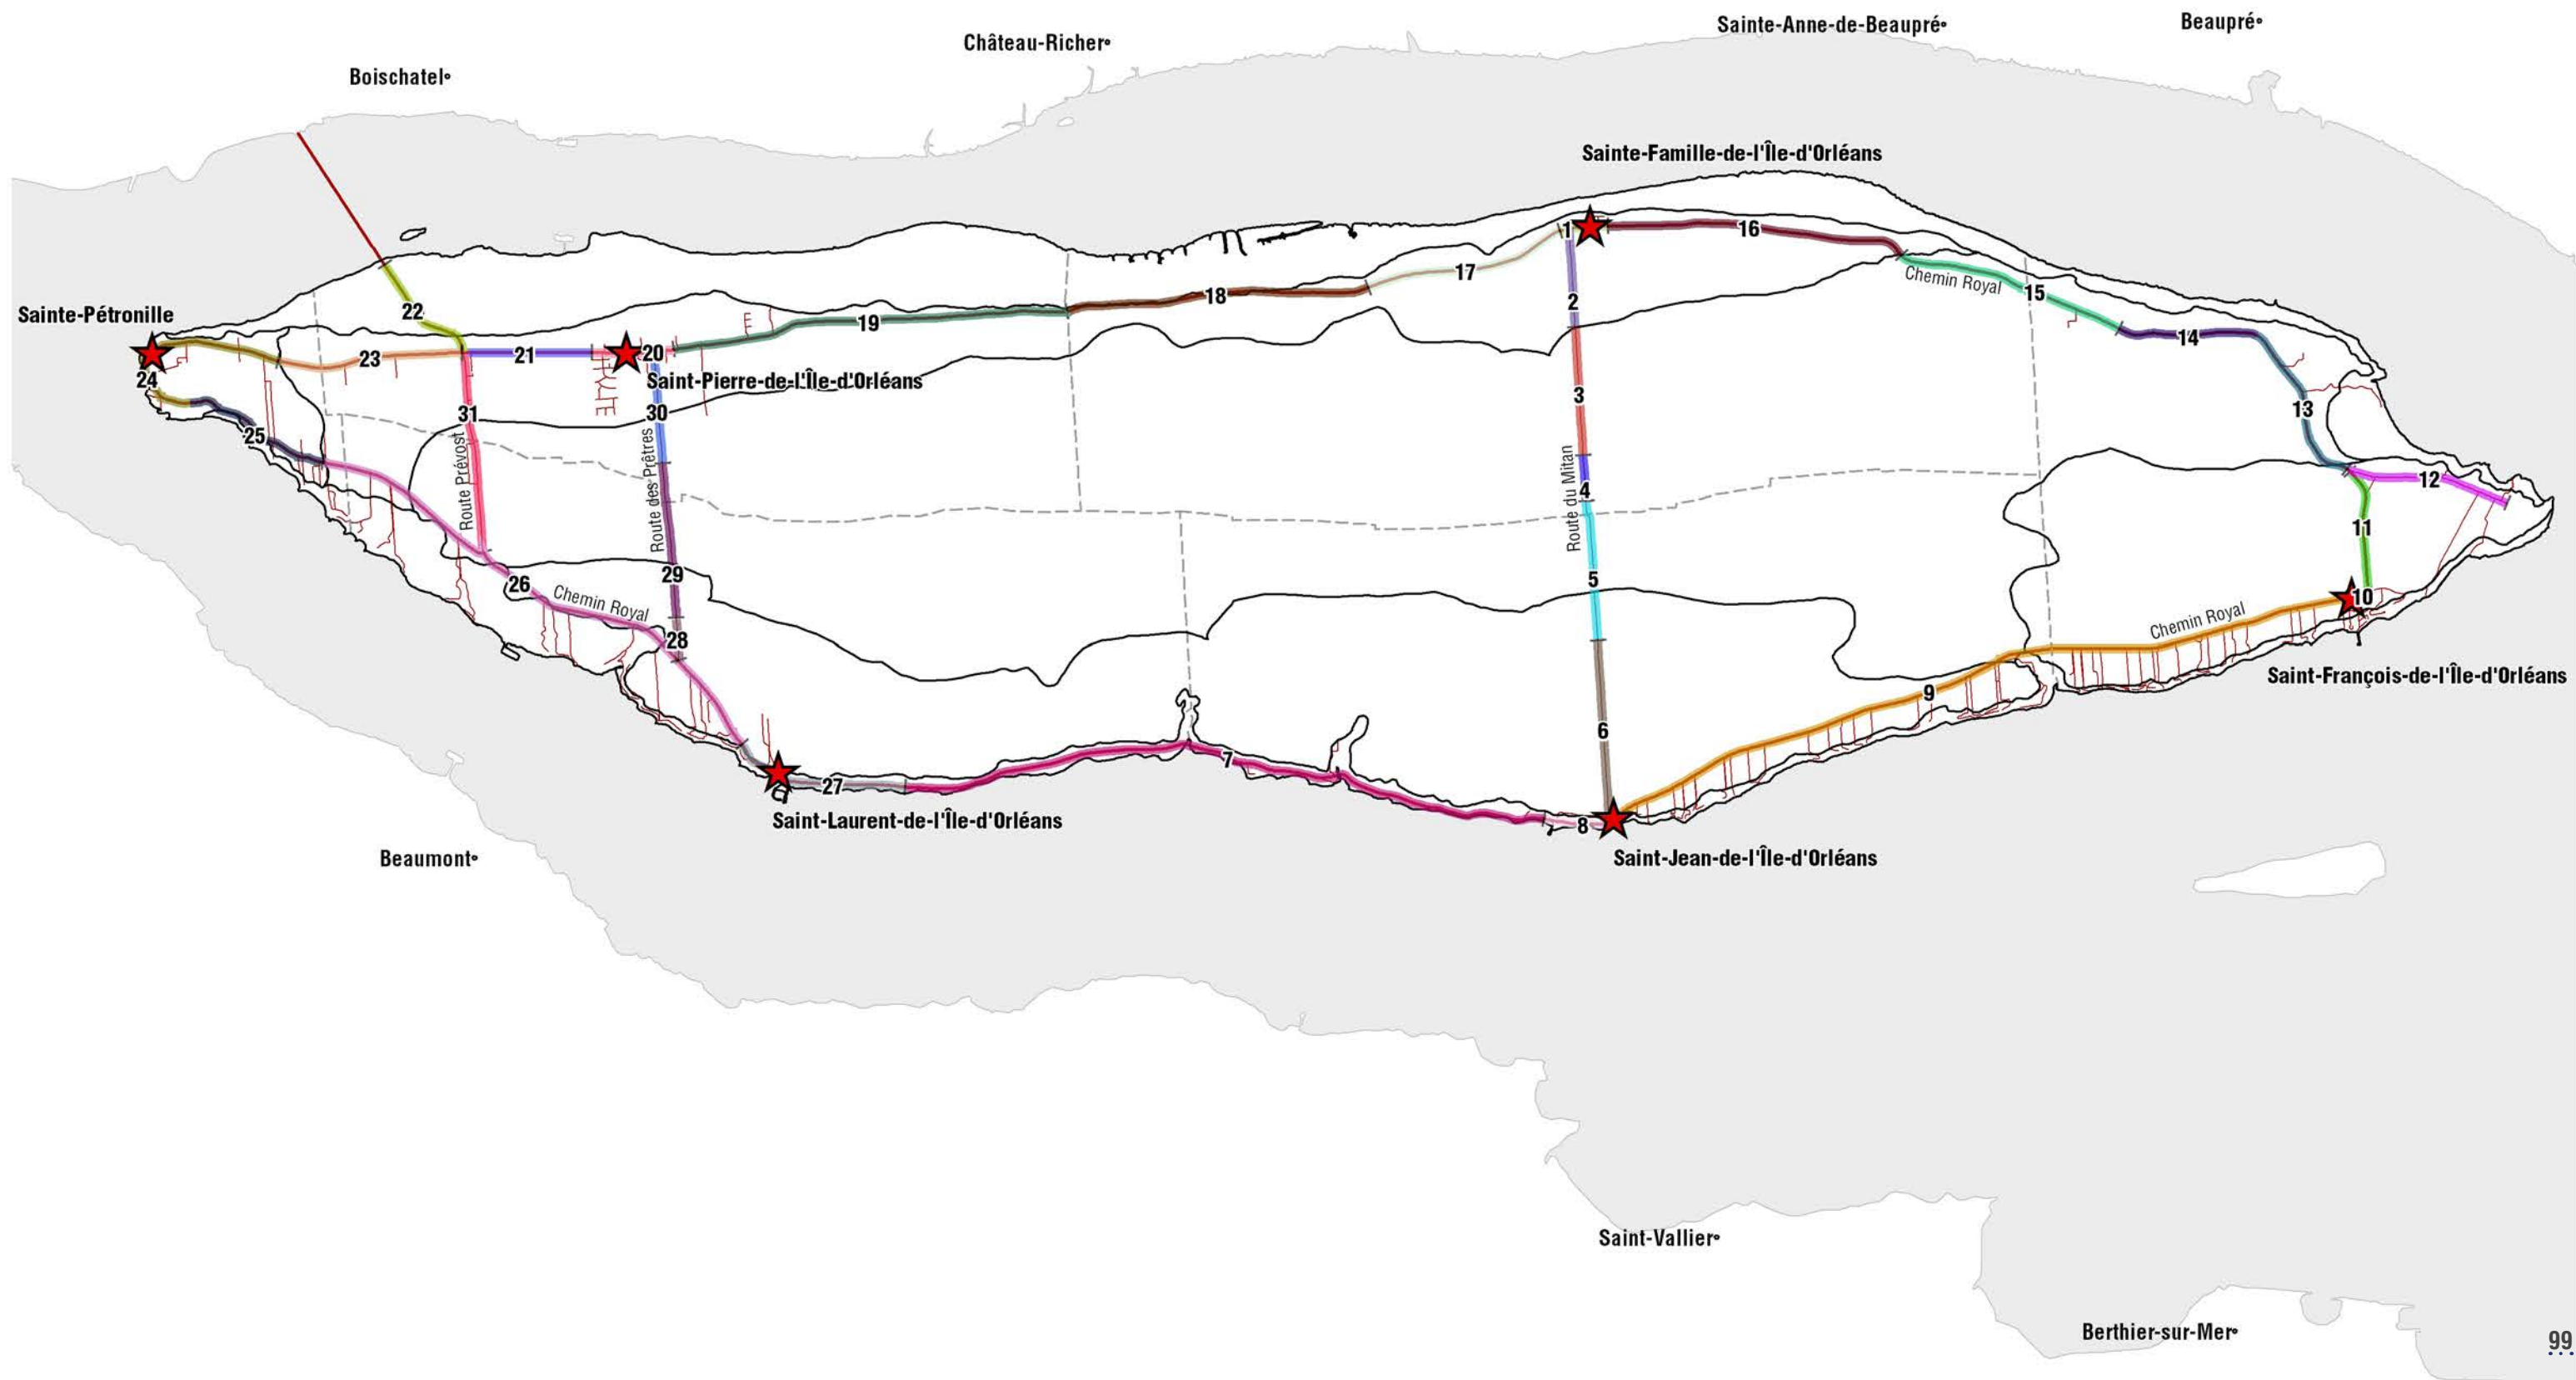 Sainte-Anne-de-Beaupré
Beaupré
Château-Richer
Boischatel
Sainte-Famille-de-l'Île-d'Orléans
1
16
2
17
Chemin Royal
15
18
22
Sainte-Pétronille
19
14
23
21
20
24
Saint-Pierre-de-l'Île-d'Orléans
3
13
31
30
25
Route Prévost
Route des Prêtres
Route du Mitan
4
12
11
29
5
26
Chemin Royal
10
Chemin Royal
28
Saint-François-de-l'Île-d'Orléans
9
6
7
27
8
Saint-Laurent-de-l'Île-d'Orléans
Beaumont
Saint-Jean-de-l'Île-d'Orléans
Saint-Vallier
Berthier-sur-Mer
99